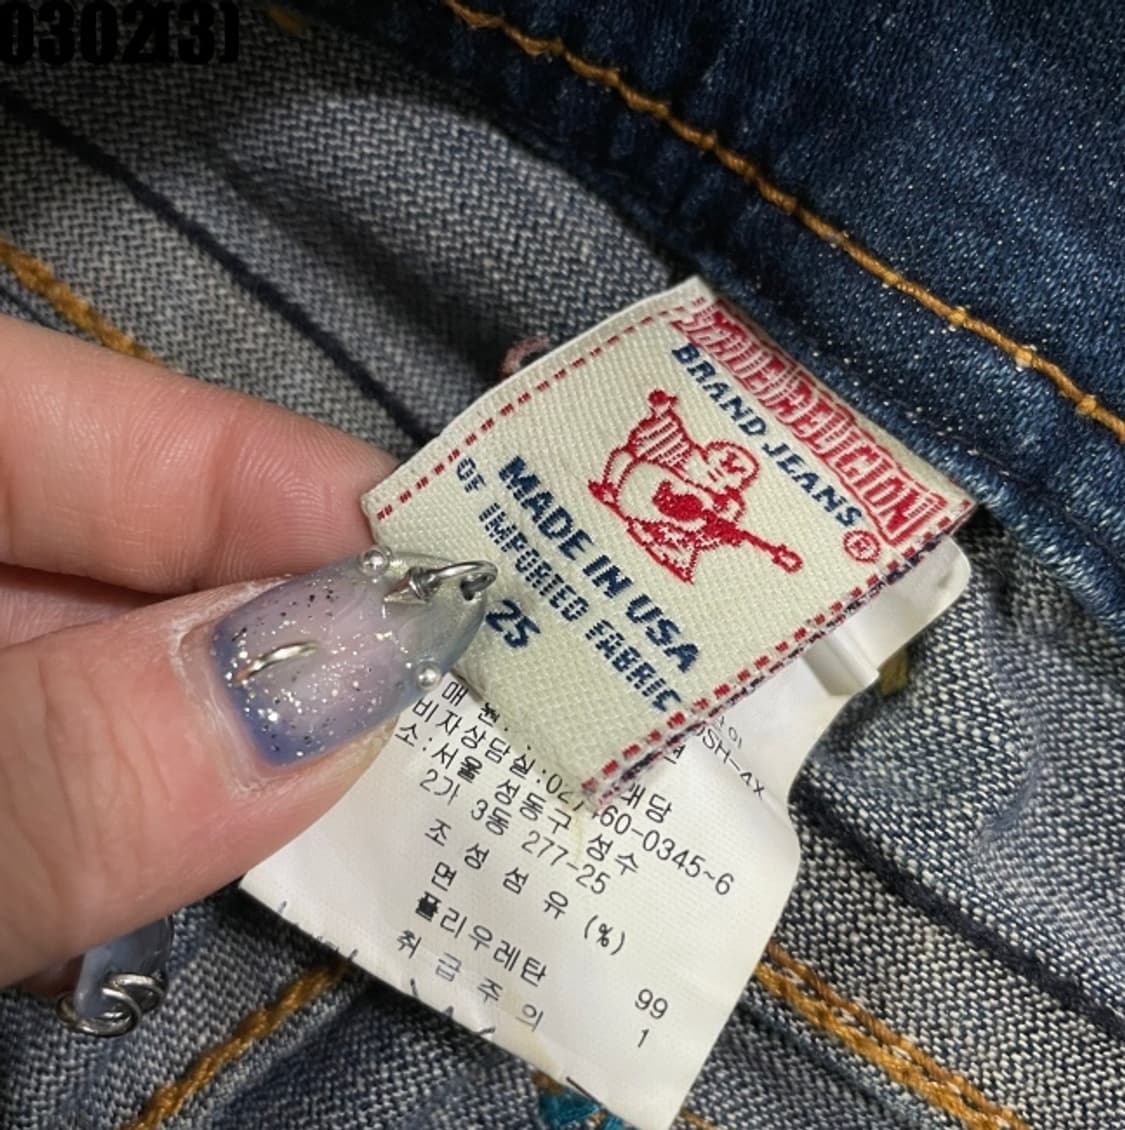 0302(3)
TRUE RELIGION
BRAND JEANS®
MADE IN USA
OF IMPORTED FABRIC
25
매
비자상담실:02
60-0345~6
소:서울 성동구 성수
2가 3동 277-25
조성섬유(%)
면 99
폴리우레탄 1
취급주의